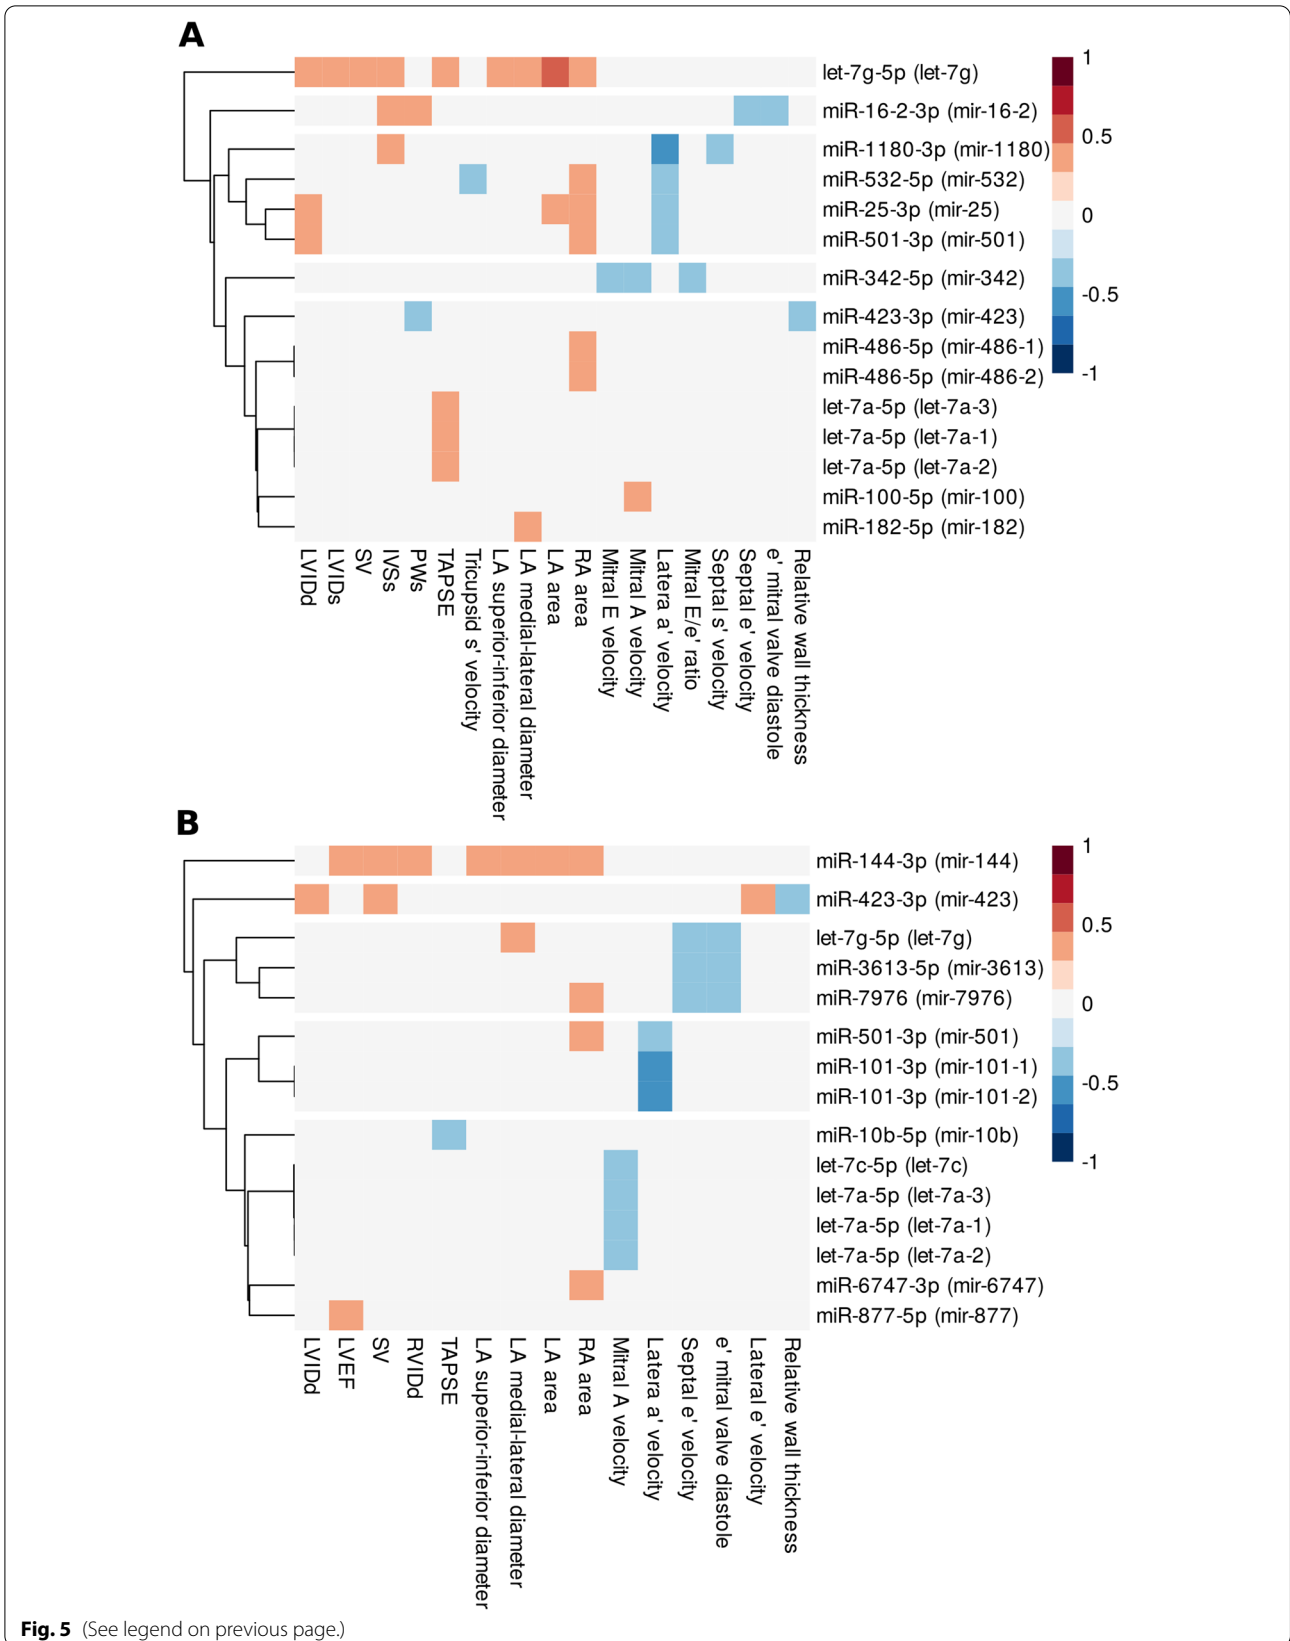 A
let-7g-5p (let-7g)
miR-16-2-3p (mir-16-2)
miR-1180-3p (mir-1180)
miR-532-5p (mir-532)
miR-25-3p (mir-25)
miR-501-3p (mir-501)
miR-342-5p (mir-342)
miR-423-3p (mir-423)
miR-486-5p (mir-486-1)
miR-486-5p (mir-486-2)
let-7a-5p (let-7a-3)
let-7a-5p (let-7a-1)
let-7a-5p (let-7a-2)
miR-100-5p (mir-100)
miR-182-5p (mir-182)
1
0.5
0
-0.5
-1
LVIDd
LVIDs
SV
IVSs
PWs
TAPSE
Tricupsid s' velocity
LA superior-inferior diameter
LA medial-lateral diameter
LA area
RA area
Mitral E velocity
Mitral A velocity
Latera a' velocity
Mitral E/e' ratio
Septal s' velocity
Septal e' velocity
e' mitral valve diastole
Relative wall thickness
B
miR-144-3p (mir-144)
miR-423-3p (mir-423)
let-7g-5p (let-7g)
miR-3613-5p (mir-3613)
miR-7976 (mir-7976)
miR-501-3p (mir-501)
miR-101-3p (mir-101-1)
miR-101-3p (mir-101-2)
miR-10b-5p (mir-10b)
let-7c-5p (let-7c)
let-7a-5p (let-7a-3)
let-7a-5p (let-7a-1)
let-7a-5p (let-7a-2)
miR-6747-3p (mir-6747)
miR-877-5p (mir-877)
1
0.5
0
-0.5
-1
LVIDd
LVEF
SV
RVIDd
TAPSE
LA superior-inferior diameter
LA medial-lateral diameter
LA area
RA area
Mitral A velocity
Latera a' velocity
Septal e' velocity
e' mitral valve diastole
Lateral e' velocity
Relative wall thickness
Fig. 5 (See legend on previous page.)